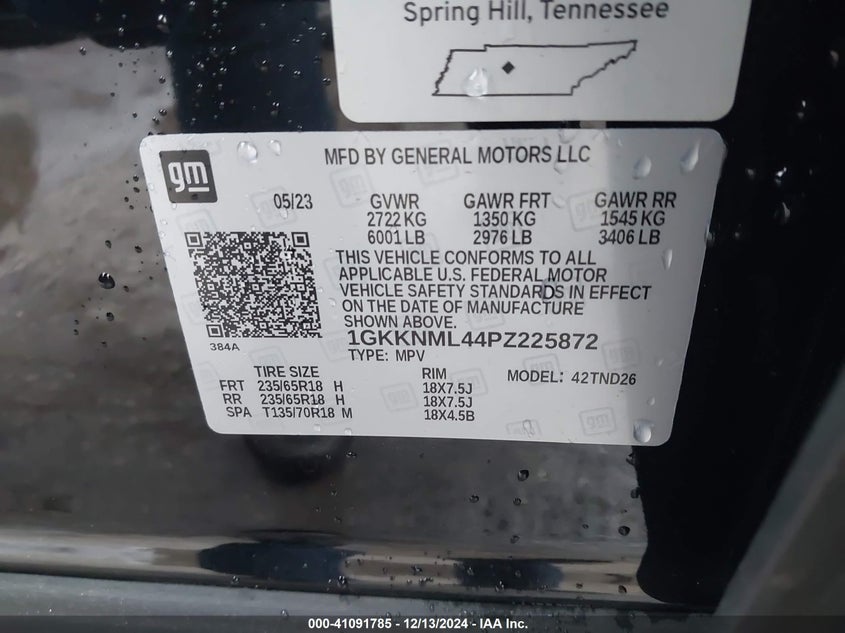 Spring Hill, Tennessee
gm
MFD BY GENERAL MOTORS LLC
05/23 GVWR GAWR FRT GAWR RR
2722 KG 1350 KG 1545 KG
6001 LB 2976 LB 3406 LB
THIS VEHICLE CONFORMS TO ALL
APPLICABLE U.S. FEDERAL MOTOR
VEHICLE SAFETY STANDARDS IN EFFECT
ON THE DATE OF MANUFACTURE
SHOWN ABOVE.
1GKKNML44PZ225872
384A
TYPE: MPV
TIRE SIZE RIM MODEL: 42TND26
FRT 235/65R18 H 18X7.5J
RR 235/65R18 H 18X7.5J
SPA T135/70R18 M 18X4.5B
000-41091785 - 12/13/2024 - IAA Inc.